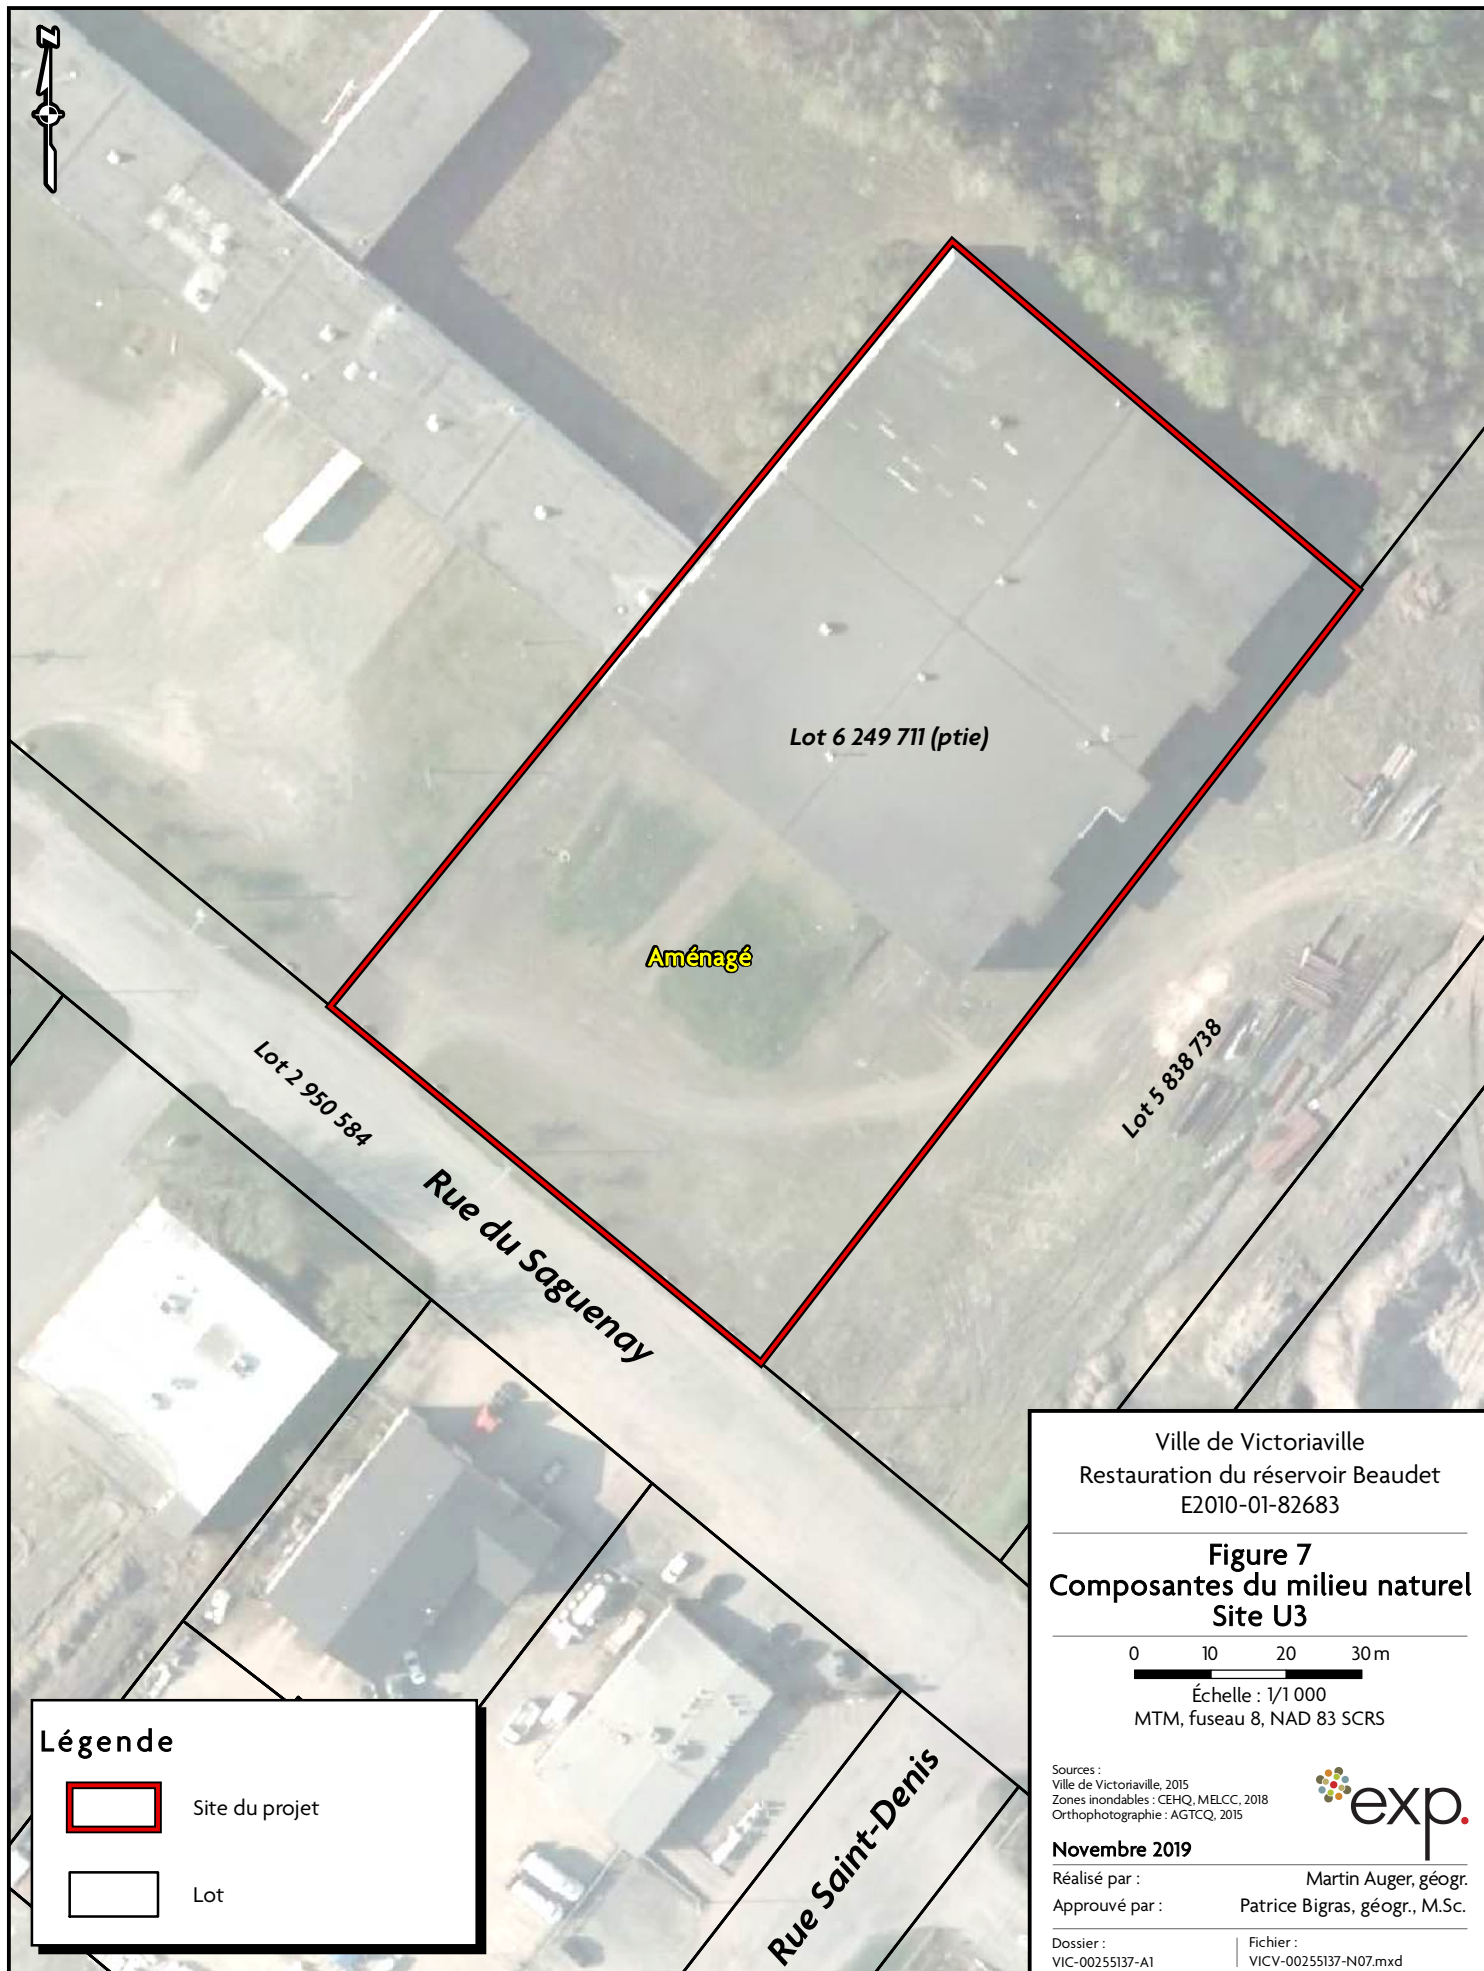 N
Lot 6 249 711 (ptie)
Aménagé
Lot 2 950 584
Rue du Saguenay
Lot 5 838 738
Rue Saint-Denis
Légende
Site du projet
Lot
Ville de Victoriaville
Restauration du réservoir Beaudet
E2010-01-82683
Figure 7
Composantes du milieu naturel
Site U3
0 10 20 30 m
Échelle : 1/1 000
MTM, fuseau 8, NAD 83 SCRS
Sources :
Ville de Victoriaville, 2015
Zones inondables : CEHQ, MELCC, 2018
Orthophotographie : AGTCQ, 2015
exp.
Novembre 2019
Réalisé par : Martin Auger, géogr.
Approuvé par : Patrice Bigras, géogr., M.Sc.
Dossier :
VIC-00255137-A1
Fichier :
VICV-00255137-N07.mxd